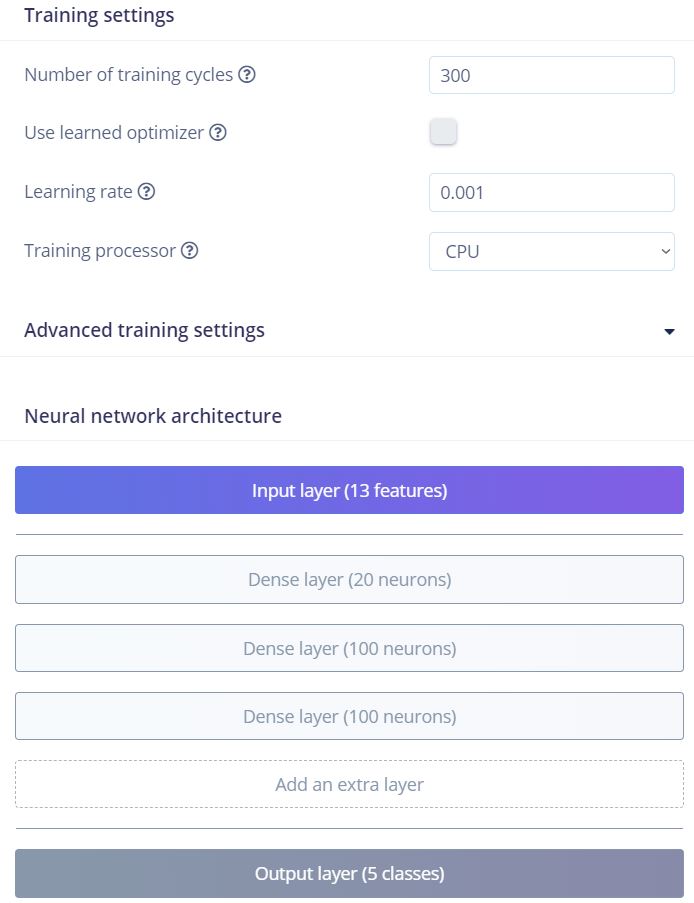 Training settings
Number of training cycles ?
300
Use learned optimizer ?
Learning rate ?
0.001
Training processor ?
CPU
Advanced training settings
Neural network architecture
Input layer (13 features)
Dense layer (20 neurons)
Dense layer (100 neurons)
Dense layer (100 neurons)
Add an extra layer
Output layer (5 classes)